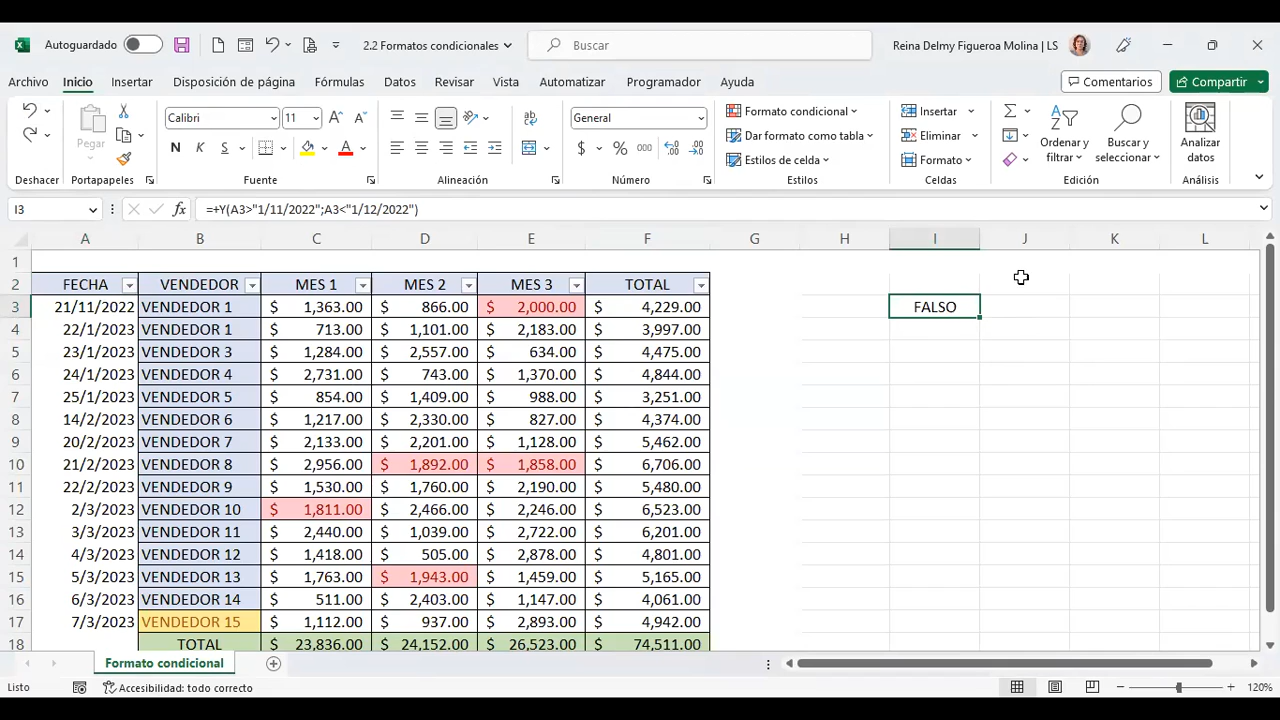 Autoguardado 2.2 Formatos condicionales Buscar Reina Delmy Figueroa Molina | LS
Archivo Inicio Insertar Disposición de página Fórmulas Datos Revisar Vista Automatizar Programador Ayuda Comentarios Compartir
Pegar Calibri 11 General Formato condicional Insertar Ordenary filtrar Buscar y seleccionar Analizar datos
N K S ab $ % 000 Dar formato como tabla Eliminar
Estilos de celda Formato
Deshacer Portapapeles Fuente Alineación Número Estilos Celdas Edición Análisis
I3 fx =+Y(A3>"1/11/2022";A3<"1/12/2022")
A B C D E F G H I J K L
1
2 FECHA VENDEDOR MES 1 MES 2 MES 3 TOTAL
3 21/11/2022 VENDEDOR 1 $ 1,363.00 $ 866.00 $ 2,000.00 $ 4,229.00 FALSO
4 22/1/2023 VENDEDOR 1 $ 713.00 $ 1,101.00 $ 2,183.00 $ 3,997.00
5 23/1/2023 VENDEDOR 3 $ 1,284.00 $ 2,557.00 $ 634.00 $ 4,475.00
6 24/1/2023 VENDEDOR 4 $ 2,731.00 $ 743.00 $ 1,370.00 $ 4,844.00
7 25/1/2023 VENDEDOR 5 $ 854.00 $ 1,409.00 $ 988.00 $ 3,251.00
8 14/2/2023 VENDEDOR 6 $ 1,217.00 $ 2,330.00 $ 827.00 $ 4,374.00
9 20/2/2023 VENDEDOR 7 $ 2,133.00 $ 2,201.00 $ 1,128.00 $ 5,462.00
10 21/2/2023 VENDEDOR 8 $ 2,956.00 $ 1,892.00 $ 1,858.00 $ 6,706.00
11 22/2/2023 VENDEDOR 9 $ 1,530.00 $ 1,760.00 $ 2,190.00 $ 5,480.00
12 2/3/2023 VENDEDOR 10 $ 1,811.00 $ 2,466.00 $ 2,246.00 $ 6,523.00
13 3/3/2023 VENDEDOR 11 $ 2,440.00 $ 1,039.00 $ 2,722.00 $ 6,201.00
14 4/3/2023 VENDEDOR 12 $ 1,418.00 $ 505.00 $ 2,878.00 $ 4,801.00
15 5/3/2023 VENDEDOR 13 $ 1,763.00 $ 1,943.00 $ 1,459.00 $ 5,165.00
16 6/3/2023 VENDEDOR 14 $ 511.00 $ 2,403.00 $ 1,147.00 $ 4,061.00
17 7/3/2023 VENDEDOR 15 $ 1,112.00 $ 937.00 $ 2,893.00 $ 4,942.00
18 TOTAL $ 23,836.00 $ 24,152.00 $ 26,523.00 $ 74,511.00
Formato condicional
Listo Accesibilidad: todo correcto 120%